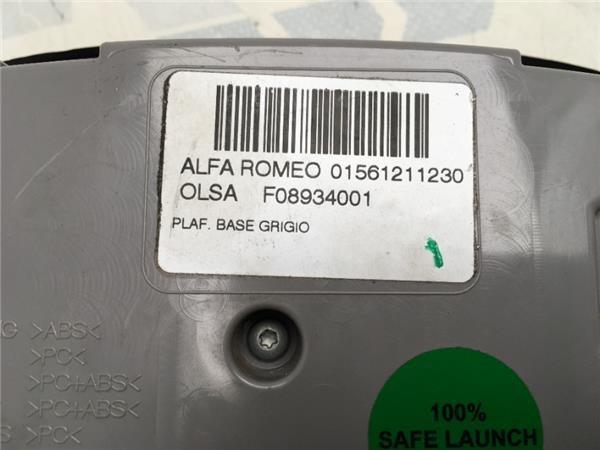 ALFA ROMEO 01561211230
OLSA F08934001
PLAF. BASE GRIGIO
>ABS<
>PC<
>PC+ABS<
>PC+ABS<
>PC<
100%
SAFE LAUNCH